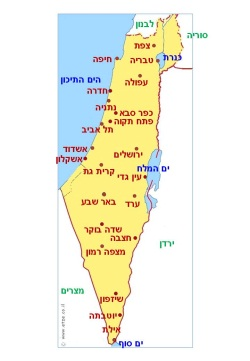 לבנון
סוריה
צפת
כנרת
טבריה
חיפה
עפולה
הים התיכון
חדרה
נתניה
כפר סבא
פתח תקוה
תל אביב
אשדוד
ירושלים
אשקלון
ים המלח
קרית גת
עין גדי
באר שבע
ערד
שדה בוקר
חצבה
ירדן
מצפה רמון
מצרים
שיזפון
יוטבתה
אילת
ים סוף